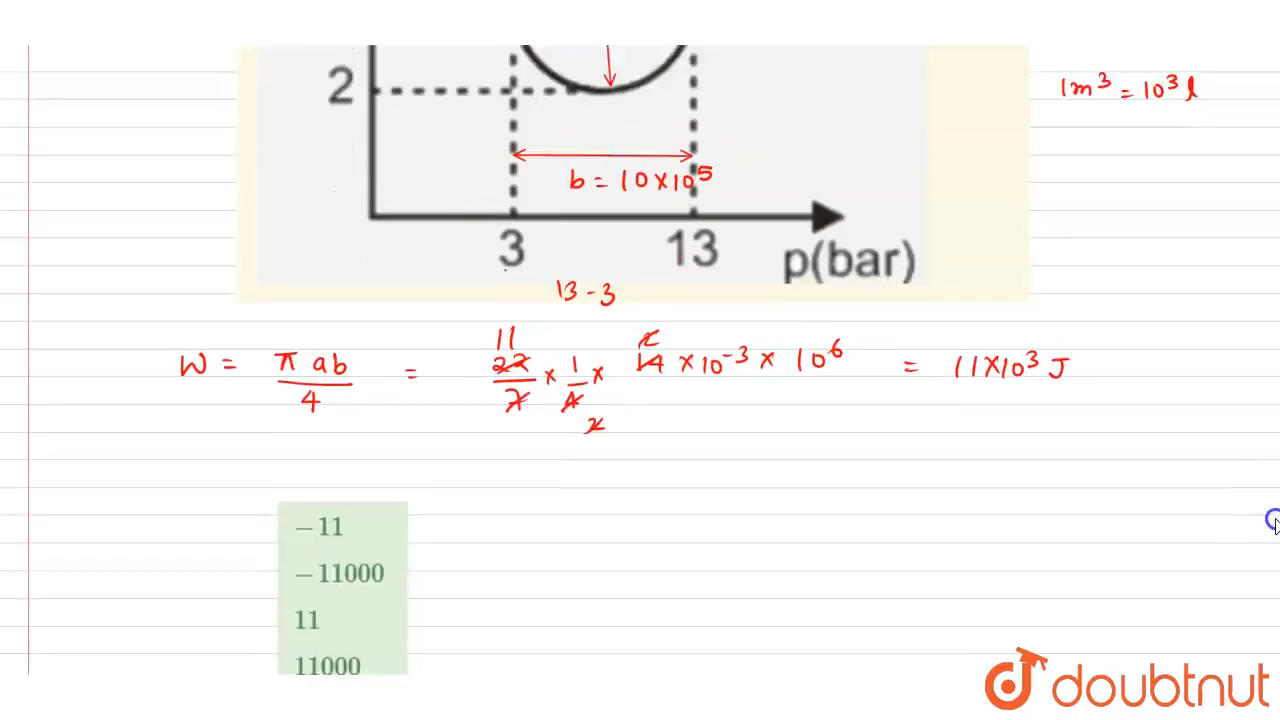 2
1m³ = 10³ l
b = 10×10⁵
3 13 p(bar)
13 - 3
W = π ab / 4 = 22/7 × 1/4 × 14 × 10⁻³ × 10⁶ = 11×10³ J
11 2
2
-11
-11000
11
11000
doubtnut